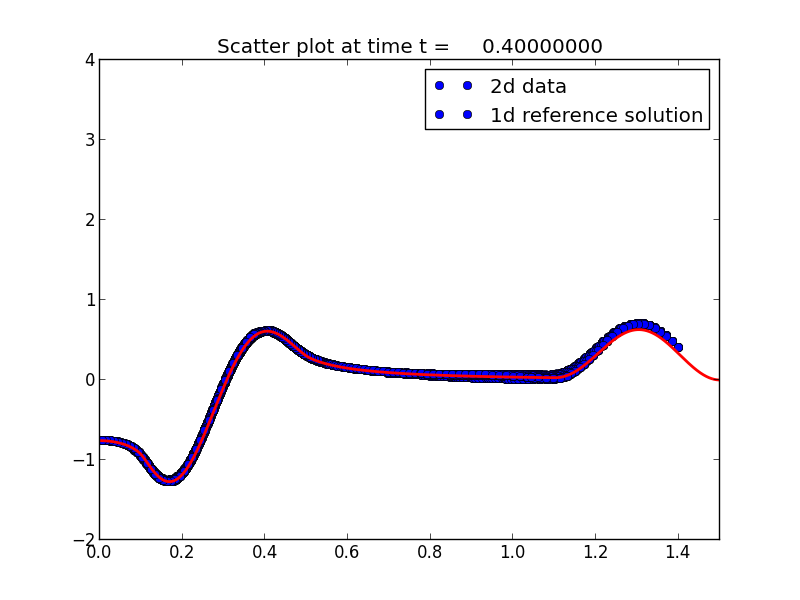 Scatter plot at time t =     0.40000000
4
2d data
1d reference solution
3
2
1
0
−1
−2
0.0 0.2 0.4 0.6 0.8 1.0 1.2 1.4